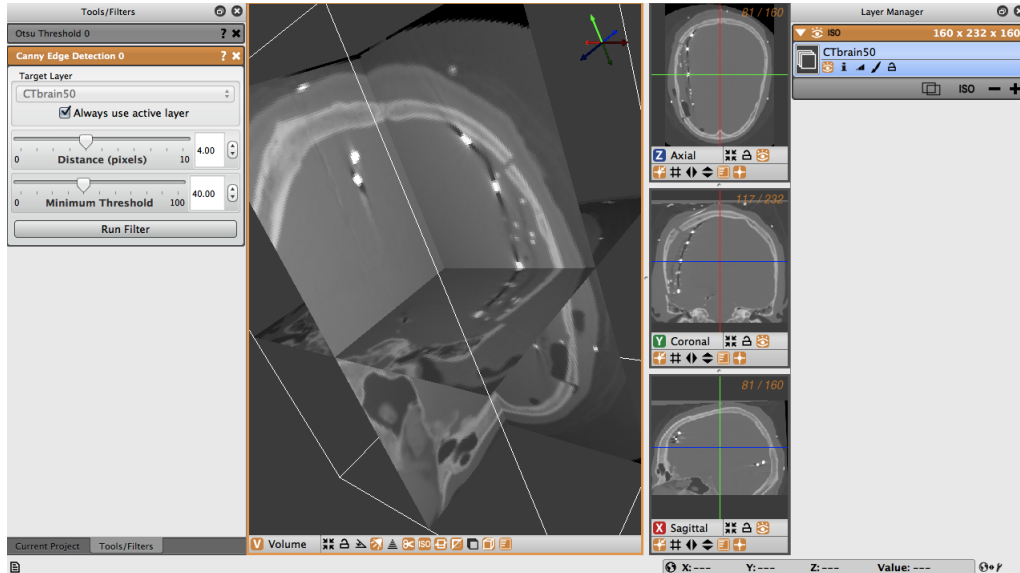 Tools/Filters
Otsu Threshold 0 ? ×
Canny Edge Detection 0 ? ×
Target Layer
CTbrain50
Always use active layer
0 Distance (pixels) 10 4.00
0 Minimum Threshold 100 40.00
Run Filter
Current Project Tools/Filters
V Volume ISO
81 / 160
Z Axial
117 / 232
Y Coronal
81 / 160
X Sagittal
Layer Manager
ISO 160 x 232 x 160
CTbrain50
ISO
X: --- Y: --- Z: --- Value: ---